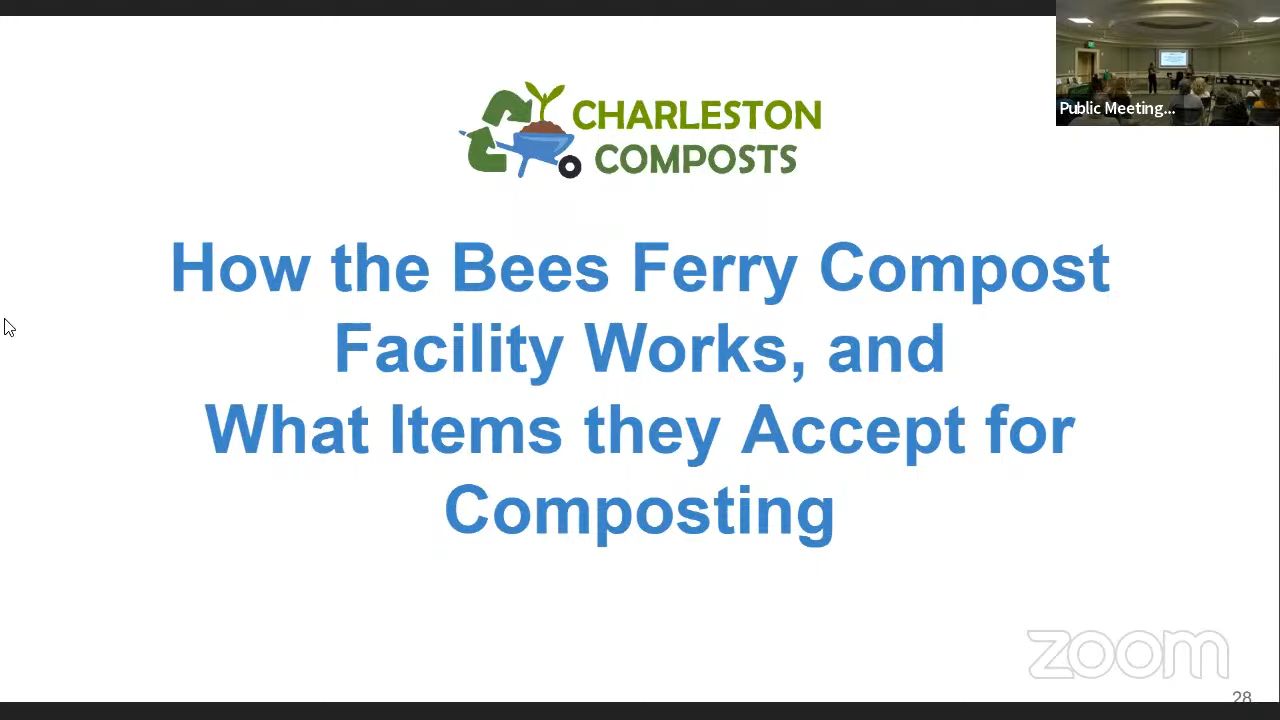 Public Meeting...
CHARLESTON
COMPOSTS
How the Bees Ferry Compost
Facility Works, and
What Items they Accept for
Composting
zoom
28